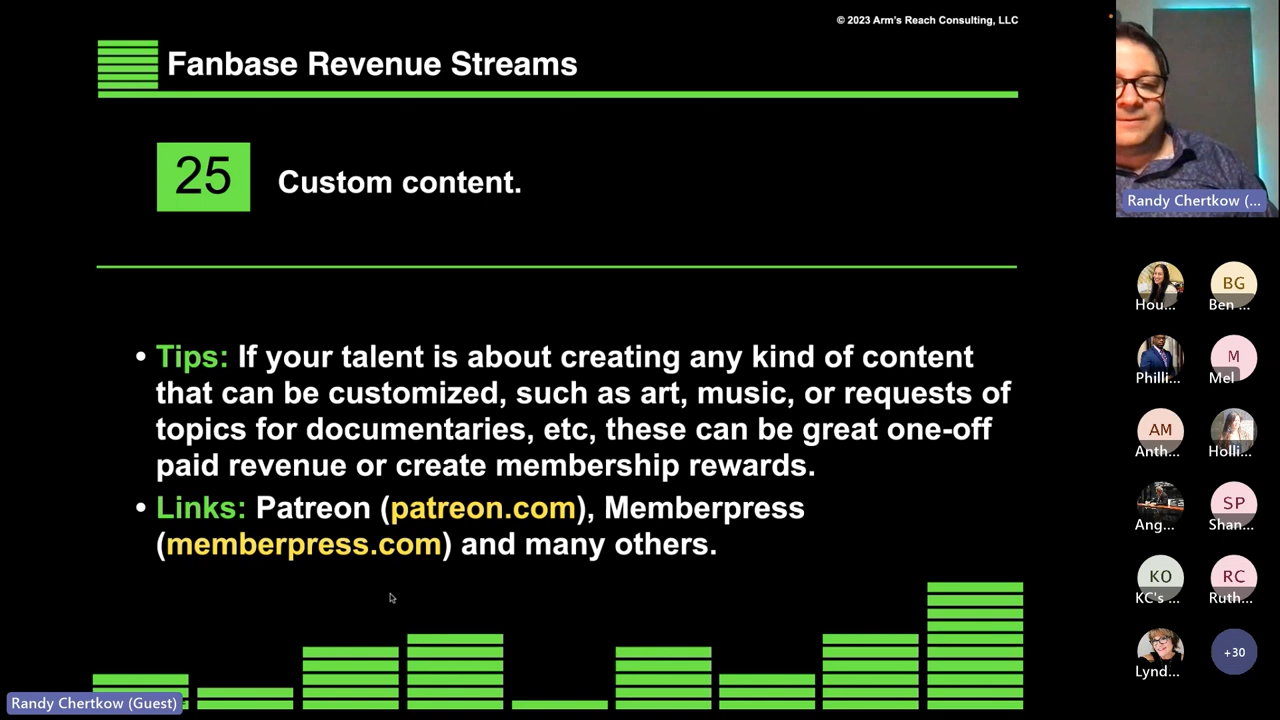 © 2023 Arm's Reach Consulting, LLC
Fanbase Revenue Streams
25
Custom content.
• Tips: If your talent is about creating any kind of content
that can be customized, such as art, music, or requests of
topics for documentaries, etc, these can be great one-off
paid revenue or create membership rewards.
• Links: Patreon (patreon.com), Memberpress
(memberpress.com) and many others.
Randy Chertkow (Guest)
Randy Chertkow (...
Hou...
BG
Ben ...
Philli...
M
Mel
AM
Anth...
Holli...
Ang...
SP
Shan...
KO
KC's ...
RC
Ruth...
Lynd...
+30